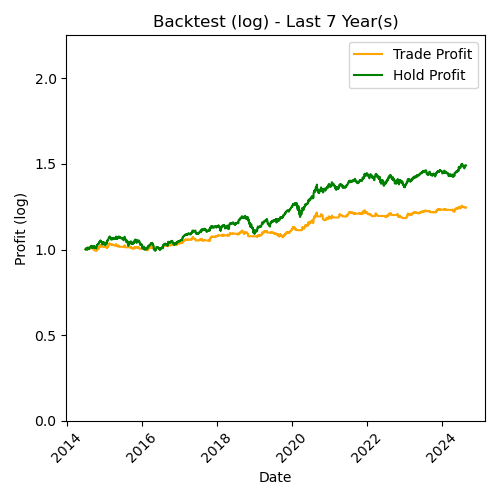 Backtest (log) - Last 7 Year(s)
Trade Profit
Hold Profit
2.0
1.5
1.0
0.5
0.0
Profit (log)
2014
2016
2018
2020
2022
2024
Date